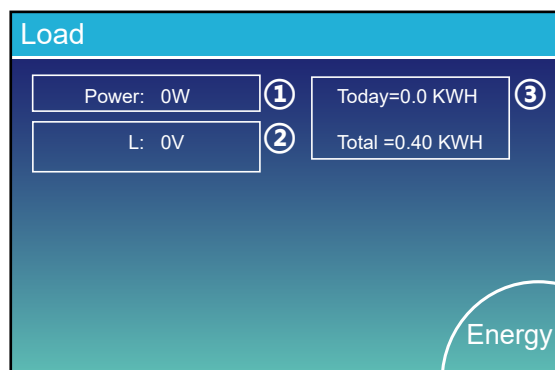 Load
Power: 0W
①
L: 0V
②
Today=0.0 KWH
③
Total =0.40 KWH
Energy